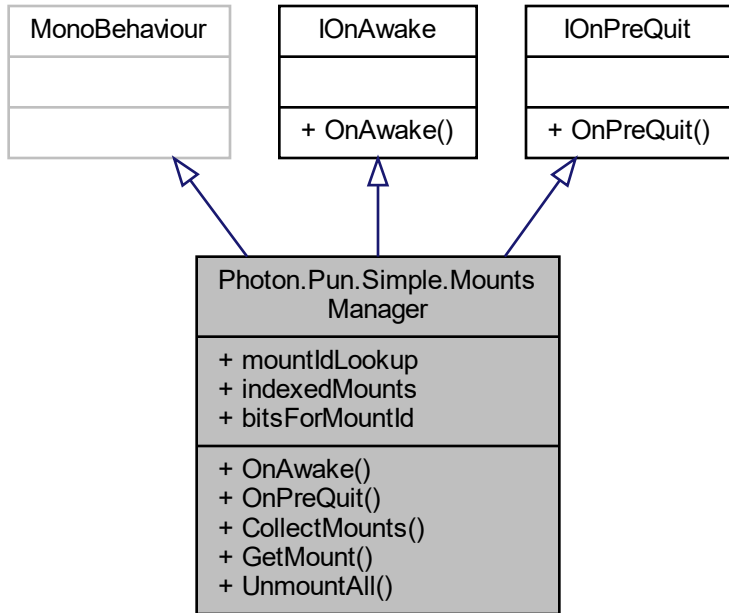 MonoBehaviour
IOnAwake
+ OnAwake()
IOnPreQuit
+ OnPreQuit()
Photon.Pun.Simple.Mounts
Manager
+ mountIdLookup
+ indexedMounts
+ bitsForMountId
+ OnAwake()
+ OnPreQuit()
+ CollectMounts()
+ GetMount()
+ UnmountAll()